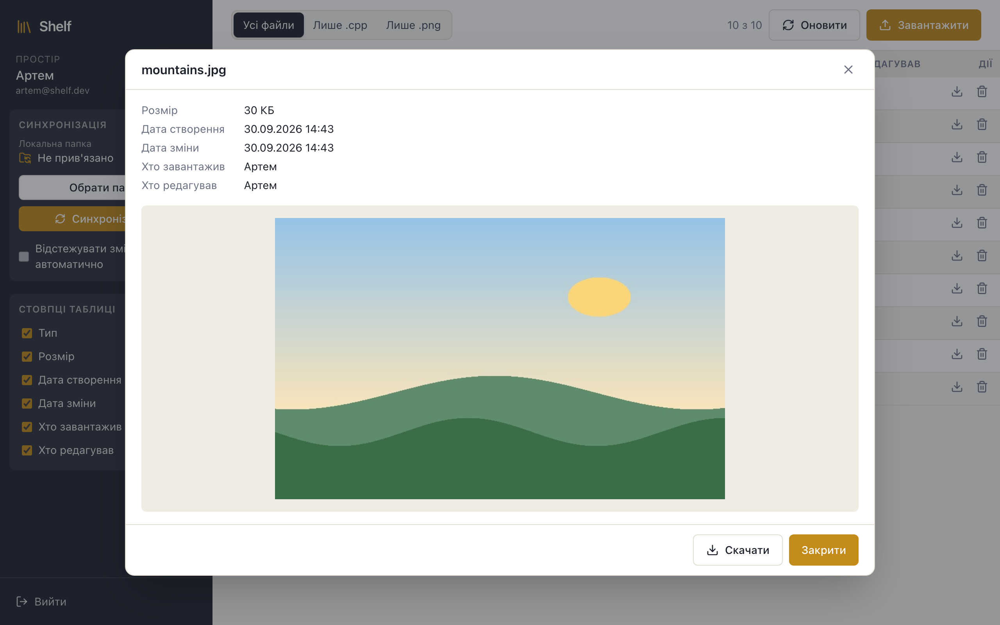 Shelf
ПРОСТІР
Артем
artem@shelf.dev
СИНХРОНІЗАЦІЯ
Локальна папка
Не прив'язано
Обрати па
Синхроніз
Відстежувати змі
автоматично
СТОВПЦІ ТАБЛИЦІ
Тип
Розмір
Дата створення
Дата зміни
Хто завантажив
Хто редагував
Вийти
Усі файли
Лише .cpp
Лише .png
10 з 10
Оновити
Завантажити
ДАГУВАВ
ДІЇ
mountains.jpg
Розмір 30 КБ
Дата створення 30.09.2026 14:43
Дата зміни 30.09.2026 14:43
Хто завантажив Артем
Хто редагував Артем
Скачати
Закрити